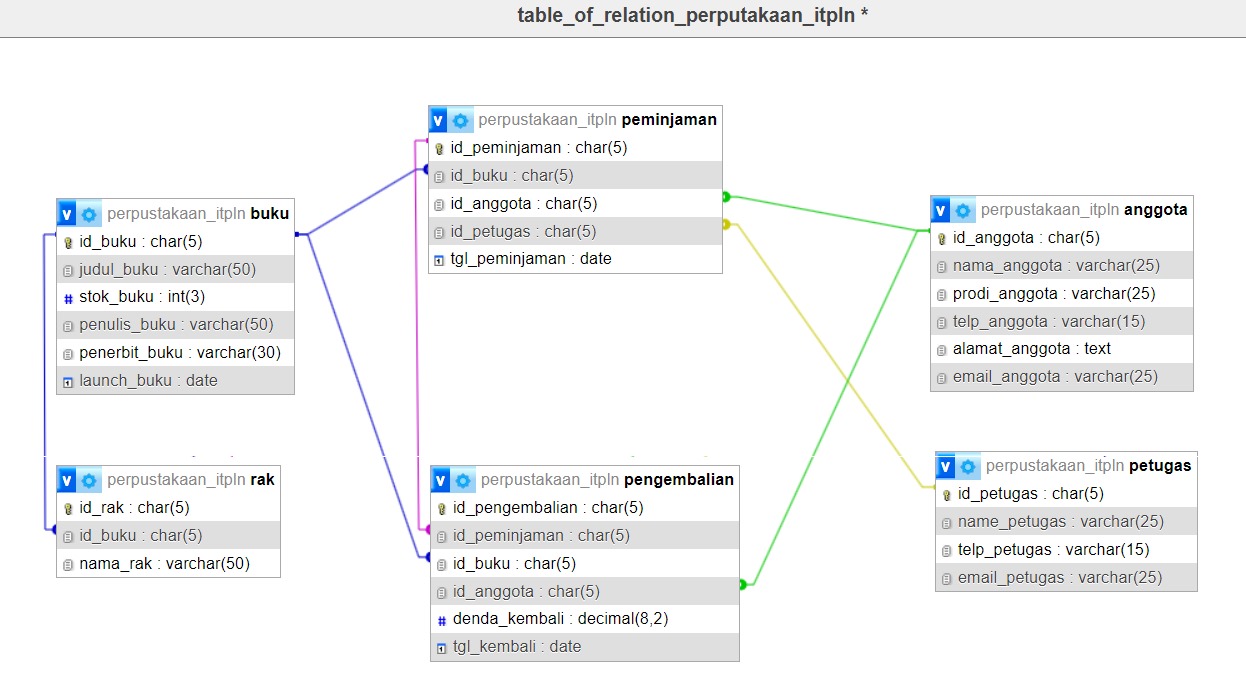 table_of_relation_perputakaan_itpln *
v perpustakaan_itpln peminjaman
id_peminjaman : char(5)
id_buku : char(5)
id_anggota : char(5)
id_petugas : char(5)
tgl_peminjaman : date
v perpustakaan_itpln buku
id_buku : char(5)
judul_buku : varchar(50)
# stok_buku : int(3)
penulis_buku : varchar(50)
penerbit_buku : varchar(30)
launch_buku : date
v perpustakaan_itpln anggota
id_anggota : char(5)
nama_anggota : varchar(25)
prodi_anggota : varchar(25)
telp_anggota : varchar(15)
alamat_anggota : text
email_anggota : varchar(25)
v perpustakaan_itpln rak
id_rak : char(5)
id_buku : char(5)
nama_rak : varchar(50)
v perpustakaan_itpln pengembalian
id_pengembalian : char(5)
id_peminjaman : char(5)
id_buku : char(5)
id_anggota : char(5)
# denda_kembali : decimal(8,2)
tgl_kembali : date
v perpustakaan_itpln petugas
id_petugas : char(5)
name_petugas : varchar(25)
telp_petugas : varchar(15)
email_petugas : varchar(25)